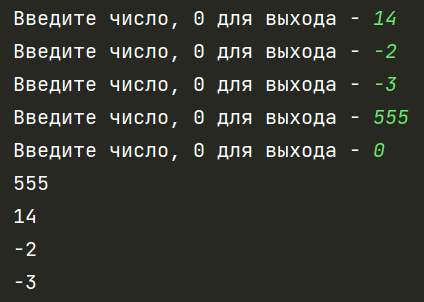 Введите число, 0 для выхода - 14
Введите число, 0 для выхода - -2
Введите число, 0 для выхода - -3
Введите число, 0 для выхода - 555
Введите число, 0 для выхода - 0
555
14
-2
-3